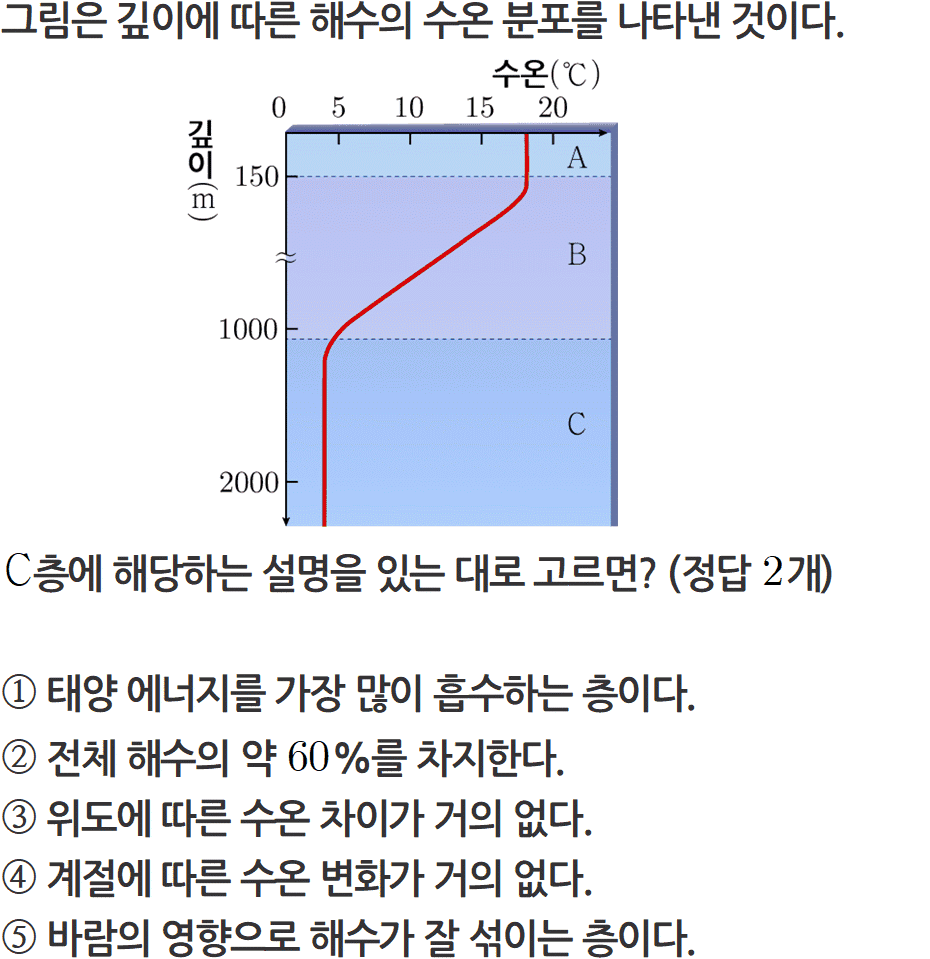 그림은 깊이에 따른 해수의 수온 분포를 나타낸 것이다.
수온(℃)
0 5 10 15 20
깊이(m)
A
150
B
1000
C
2000
C층에 해당하는 설명을 있는 대로 고르면? (정답 2개)
① 태양 에너지를 가장 많이 흡수하는 층이다.
② 전체 해수의 약 60%를 차지한다.
③ 위도에 따른 수온 차이가 거의 없다.
④ 계절에 따른 수온 변화가 거의 없다.
⑤ 바람의 영향으로 해수가 잘 섞이는 층이다.